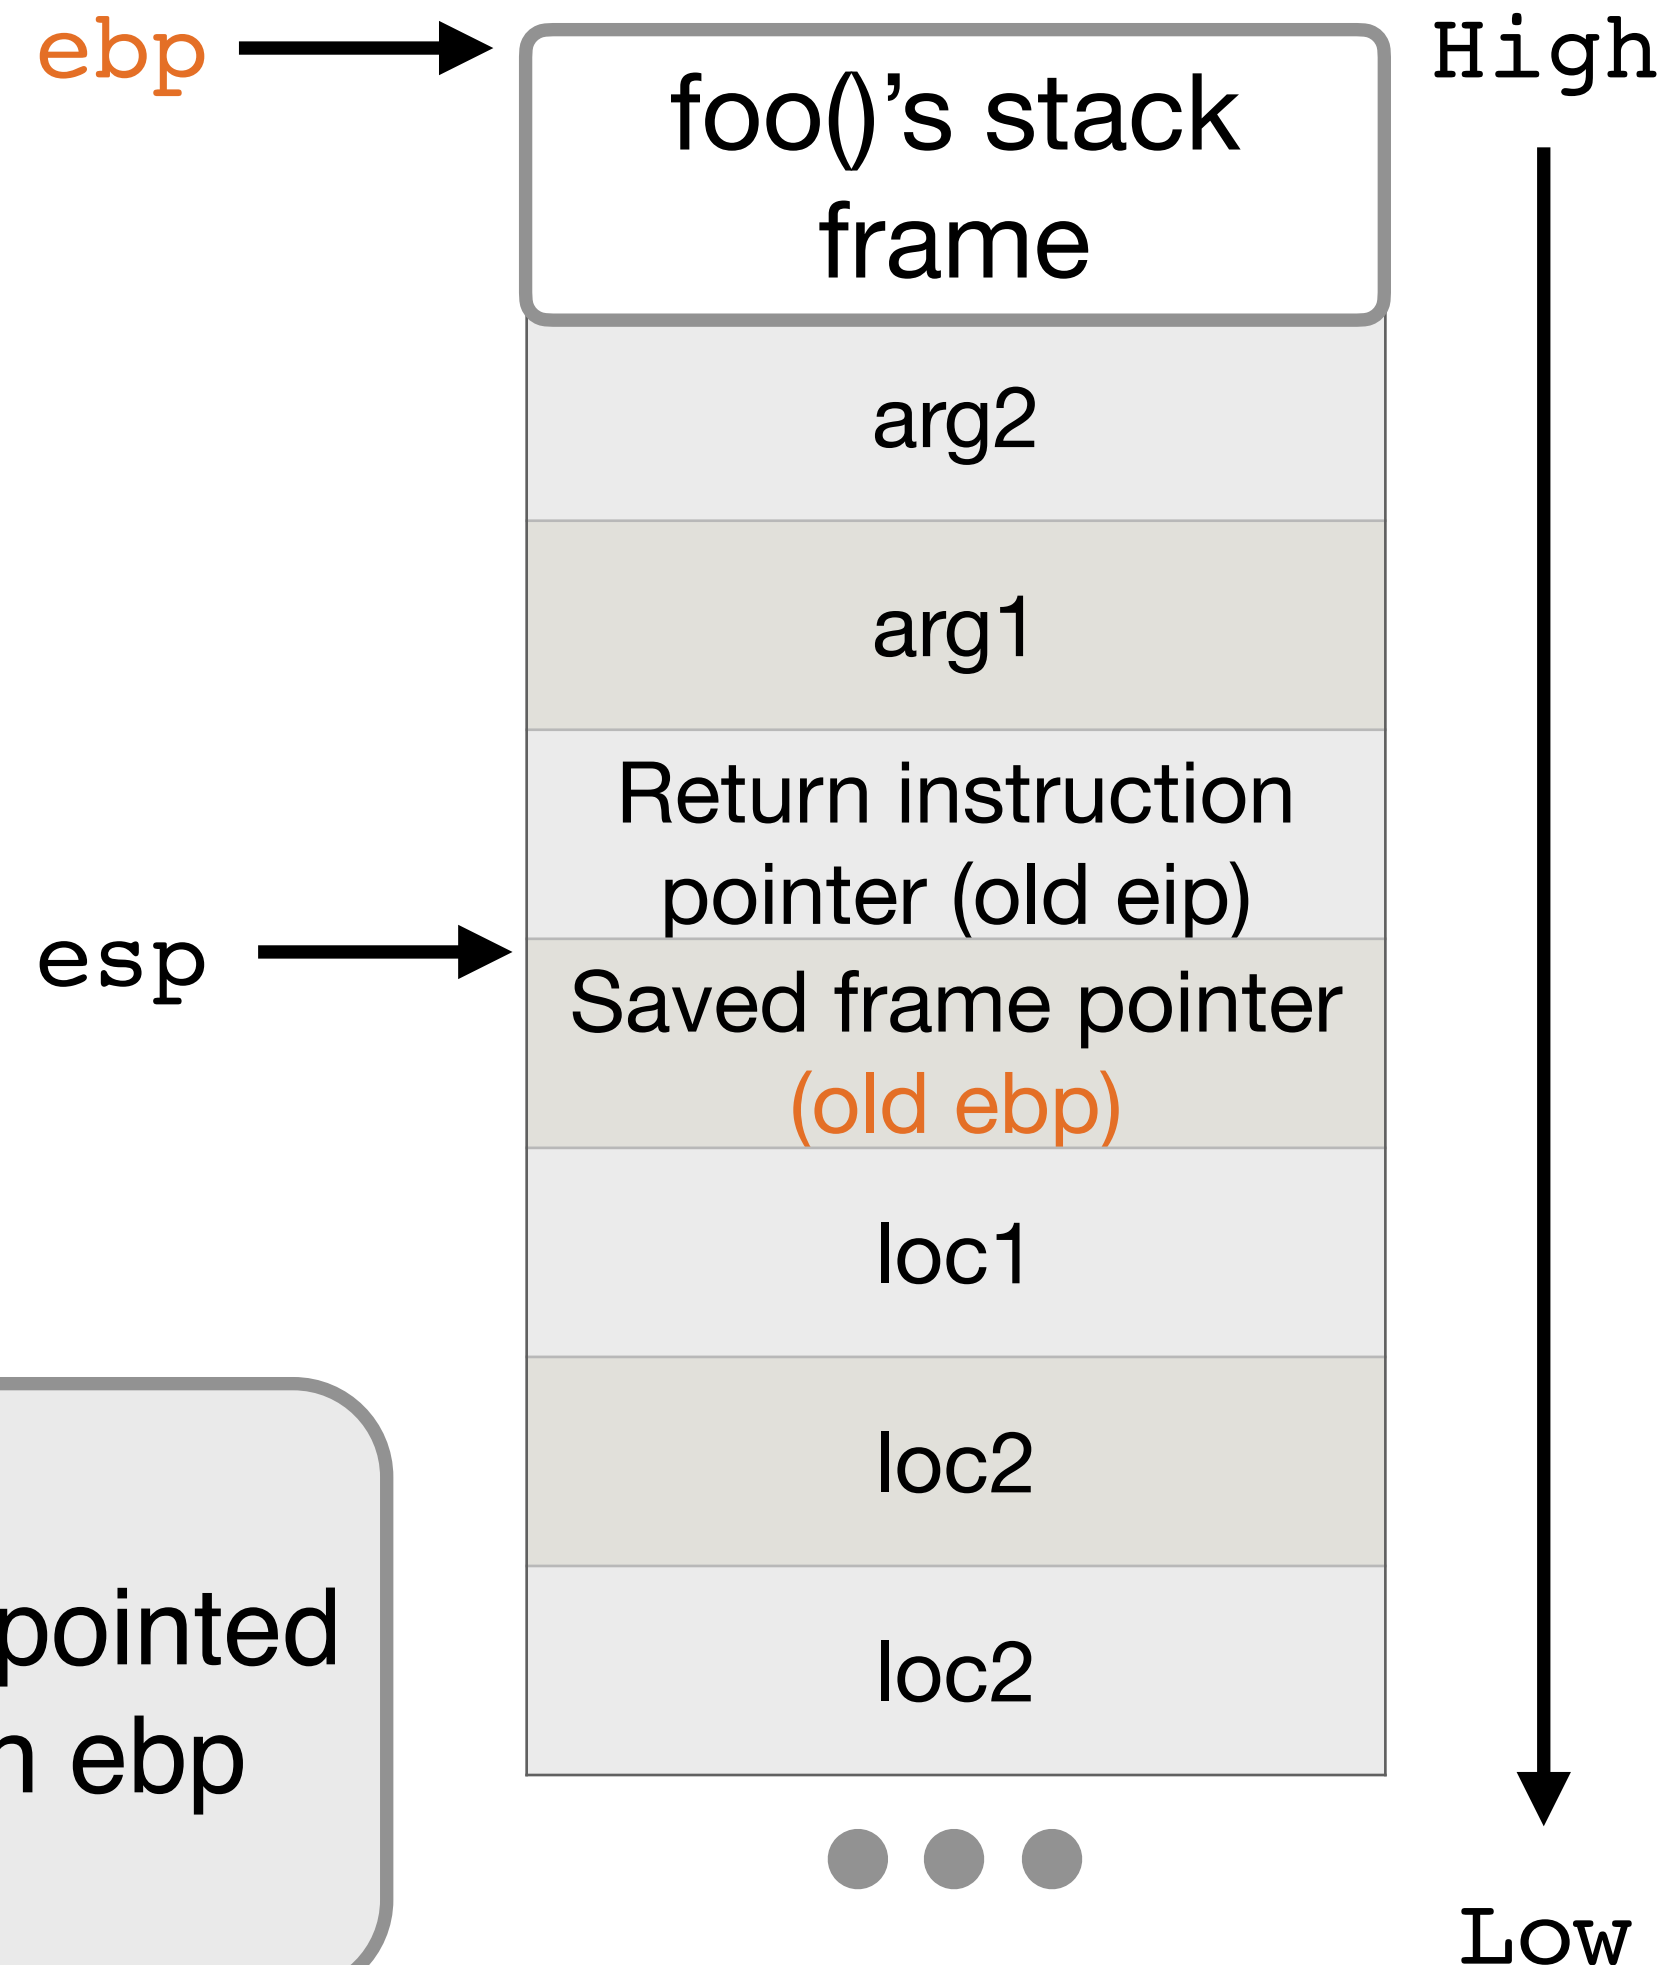 ebp
High
foo()’s stack
frame
arg2
arg1
Return instruction
pointer (old eip)
esp
Saved frame pointer
(old ebp)
loc1
loc2
pointed
ebp
loc2
Low